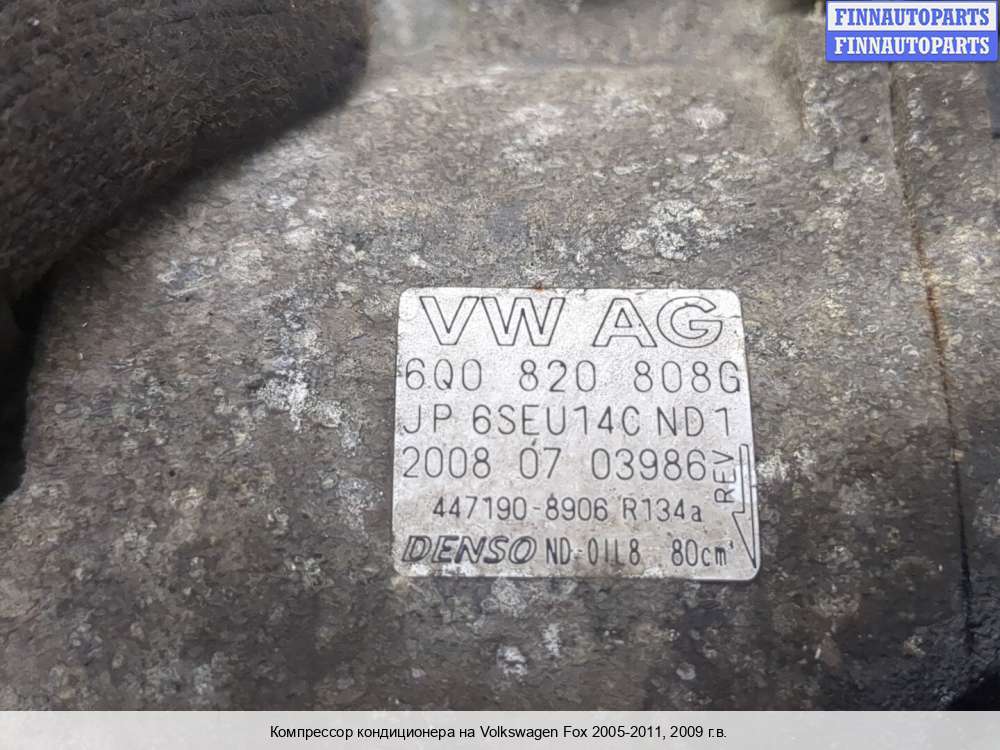 FINNAUTOPARTS
FINNAUTOPARTS
VW AG
6Q0 820 808G
JP 6SEU14C ND1
2008 07 03986
REV
447190-8906 R134a
DENSO ND-OIL8 80cm³
Компрессор кондиционера на Volkswagen Fox 2005-2011, 2009 г.в.